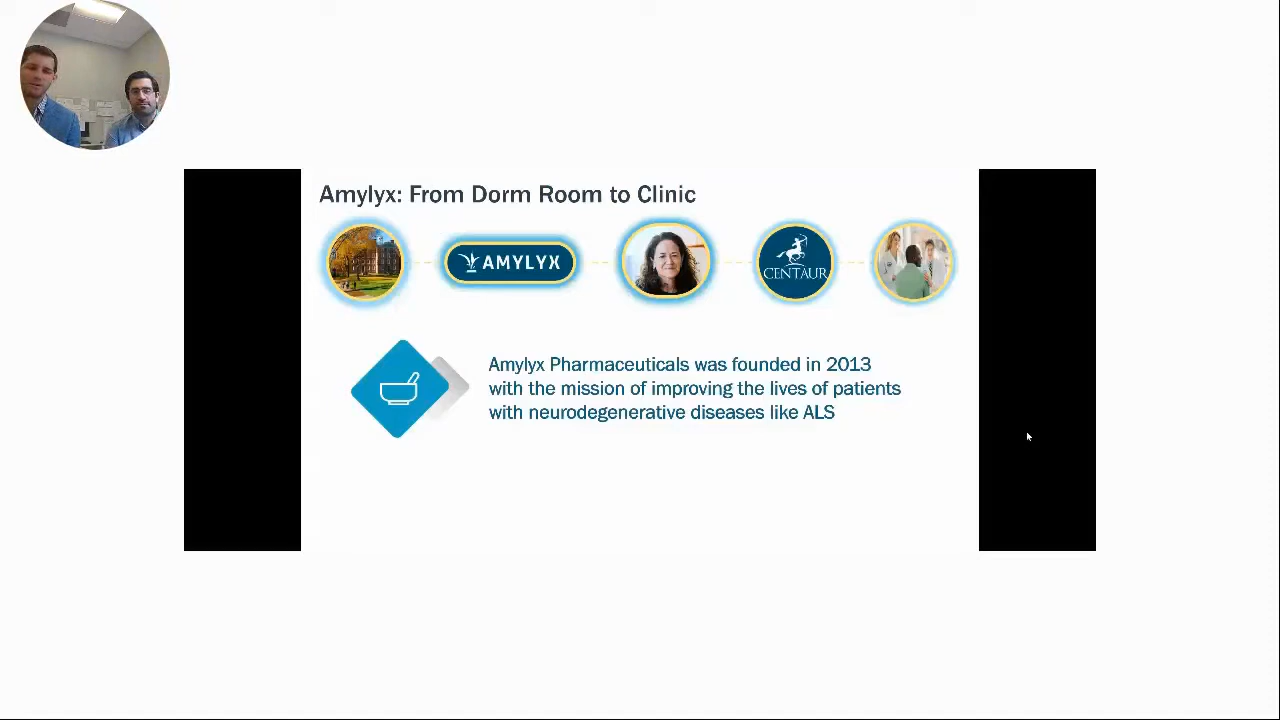 Amylyx: From Dorm Room to Clinic
AMYLYX
CENTAUR
Amylyx Pharmaceuticals was founded in 2013
with the mission of improving the lives of patients
with neurodegenerative diseases like ALS